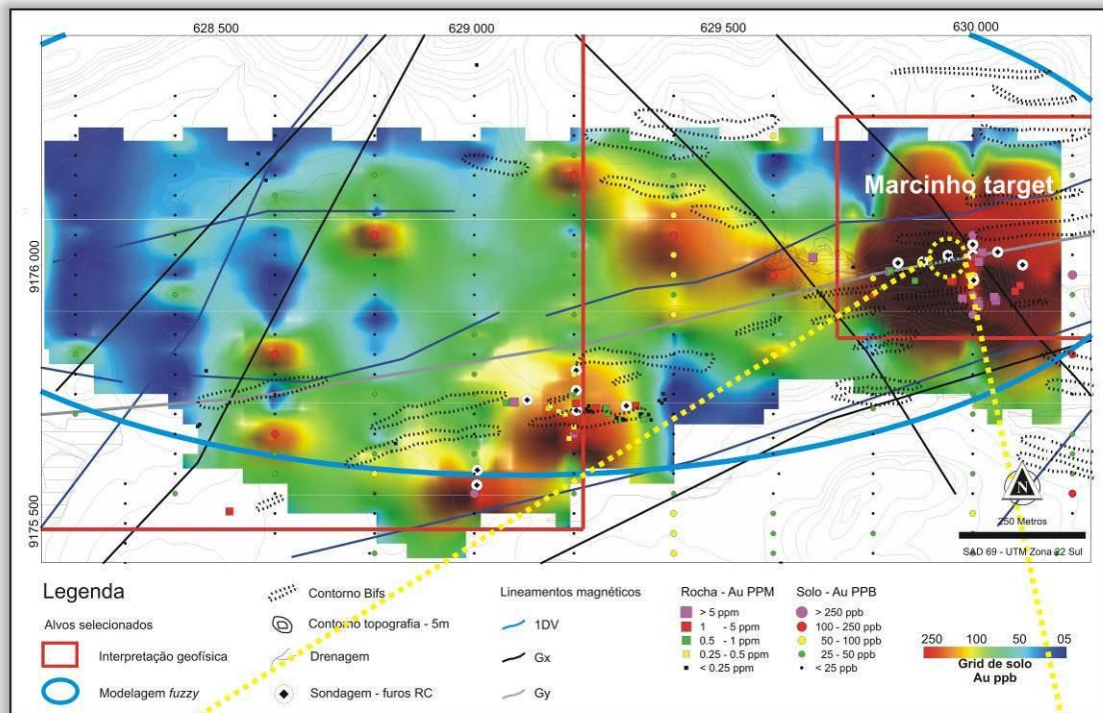 628 500
629 000
629 500
630 000
9176 000
Marcinho target
9175 500
N
250 Metros
SAD 69 - UTM Zona 22 Sul
Legenda
Alvos selecionados
Interpretação geofísica
Modelagem fuzzy
Contorno Bifs
Contorno topografia - 5m
Drenagem
Sondagem - furos RC
Lineamentos magnéticos
1DV
Gx
Gy
Rocha - Au PPM
> 5 ppm
1 - 5 ppm
0.5 - 1 ppm
0.25 - 0.5 ppm
< 0.25 ppm
Solo - Au PPB
> 250 ppb
100 - 250 ppb
50 - 100 ppb
25 - 50 ppb
< 25 ppb
250 100 50 05
Grid de solo
Au ppb